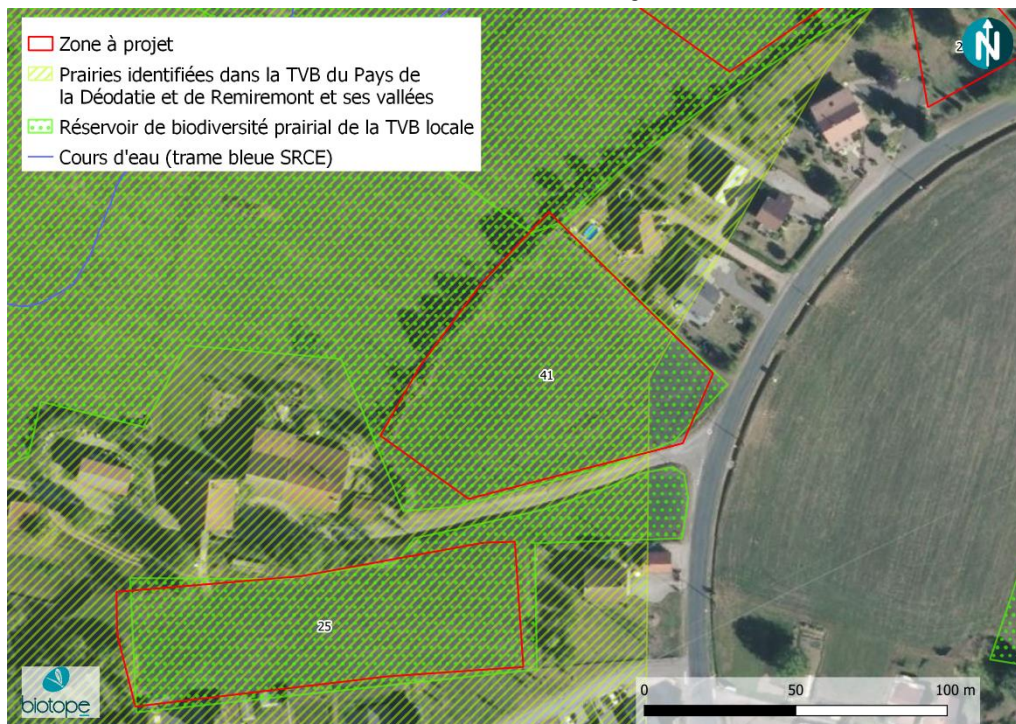 Zone à projet
Prairies identifiées dans la TVB du Pays de
la Déodatie et de Remiremont et ses vallées
Réservoir de biodiversité prairial de la TVB locale
Cours d'eau (trame bleue SRCE)
N
41
25
biotope
0 50 100 m